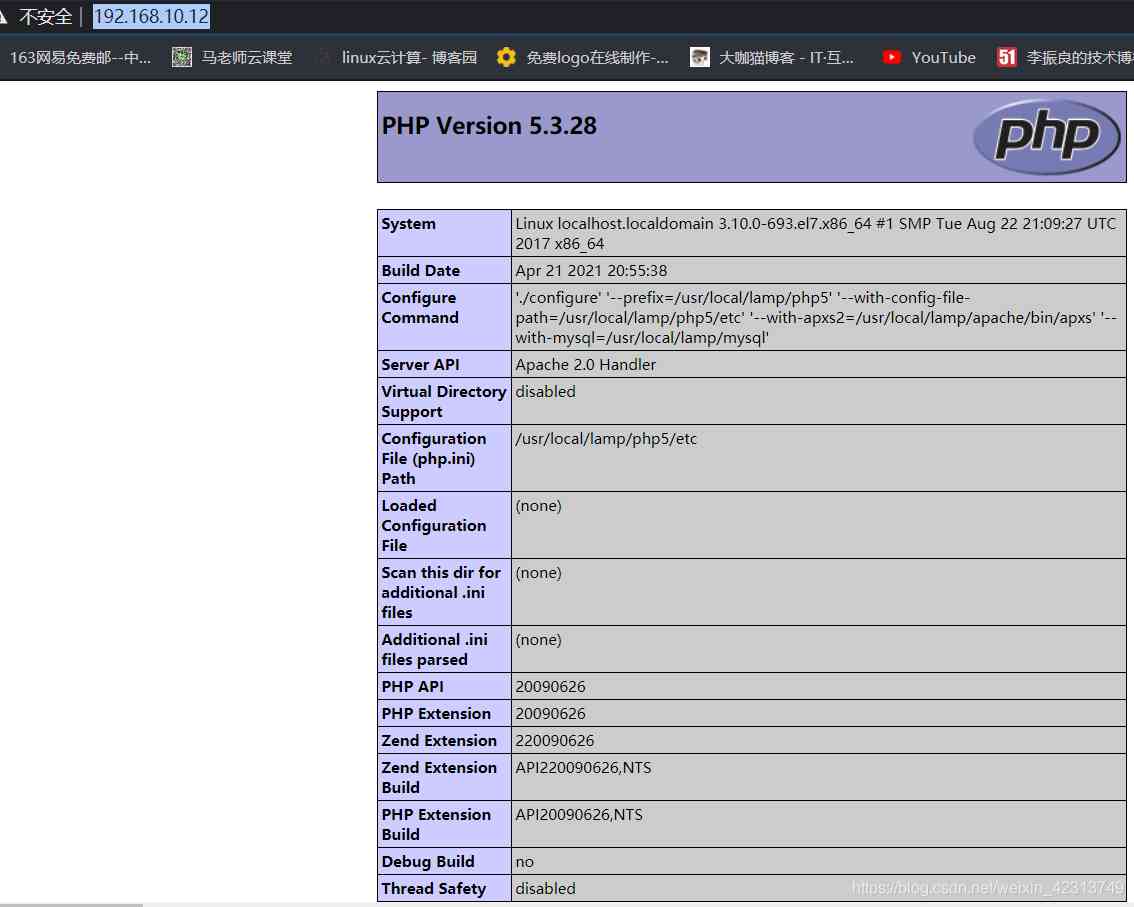 不安全 | 192.168.10.12
163网易免费邮--中... 马老师云课堂 linux云计算- 博客园 免费logo在线制作-... 大咖猫博客 - IT·互... YouTube 51 李振良的技术博
PHP Version 5.3.28
php
System Linux localhost.localdomain 3.10.0-693.el7.x86_64 #1 SMP Tue Aug 22 21:09:27 UTC
2017 x86_64
Build Date Apr 21 2021 20:55:38
Configure './configure' '--prefix=/usr/local/lamp/php5' '--with-config-file-
Command path=/usr/local/lamp/php5/etc' '--with-apxs2=/usr/local/lamp/apache/bin/apxs' '--
with-mysql=/usr/local/lamp/mysql'
Server API Apache 2.0 Handler
Virtual Directory disabled
Support
Configuration /usr/local/lamp/php5/etc
File (php.ini)
Path
Loaded (none)
Configuration
File
Scan this dir for (none)
additional .ini
files
Additional .ini (none)
files parsed
PHP API 20090626
PHP Extension 20090626
Zend Extension 220090626
Zend Extension API220090626,NTS
Build
PHP Extension API20090626,NTS
Build
Debug Build no
Thread Safety disabled
https://blog.csdn.net/weixin_42313749